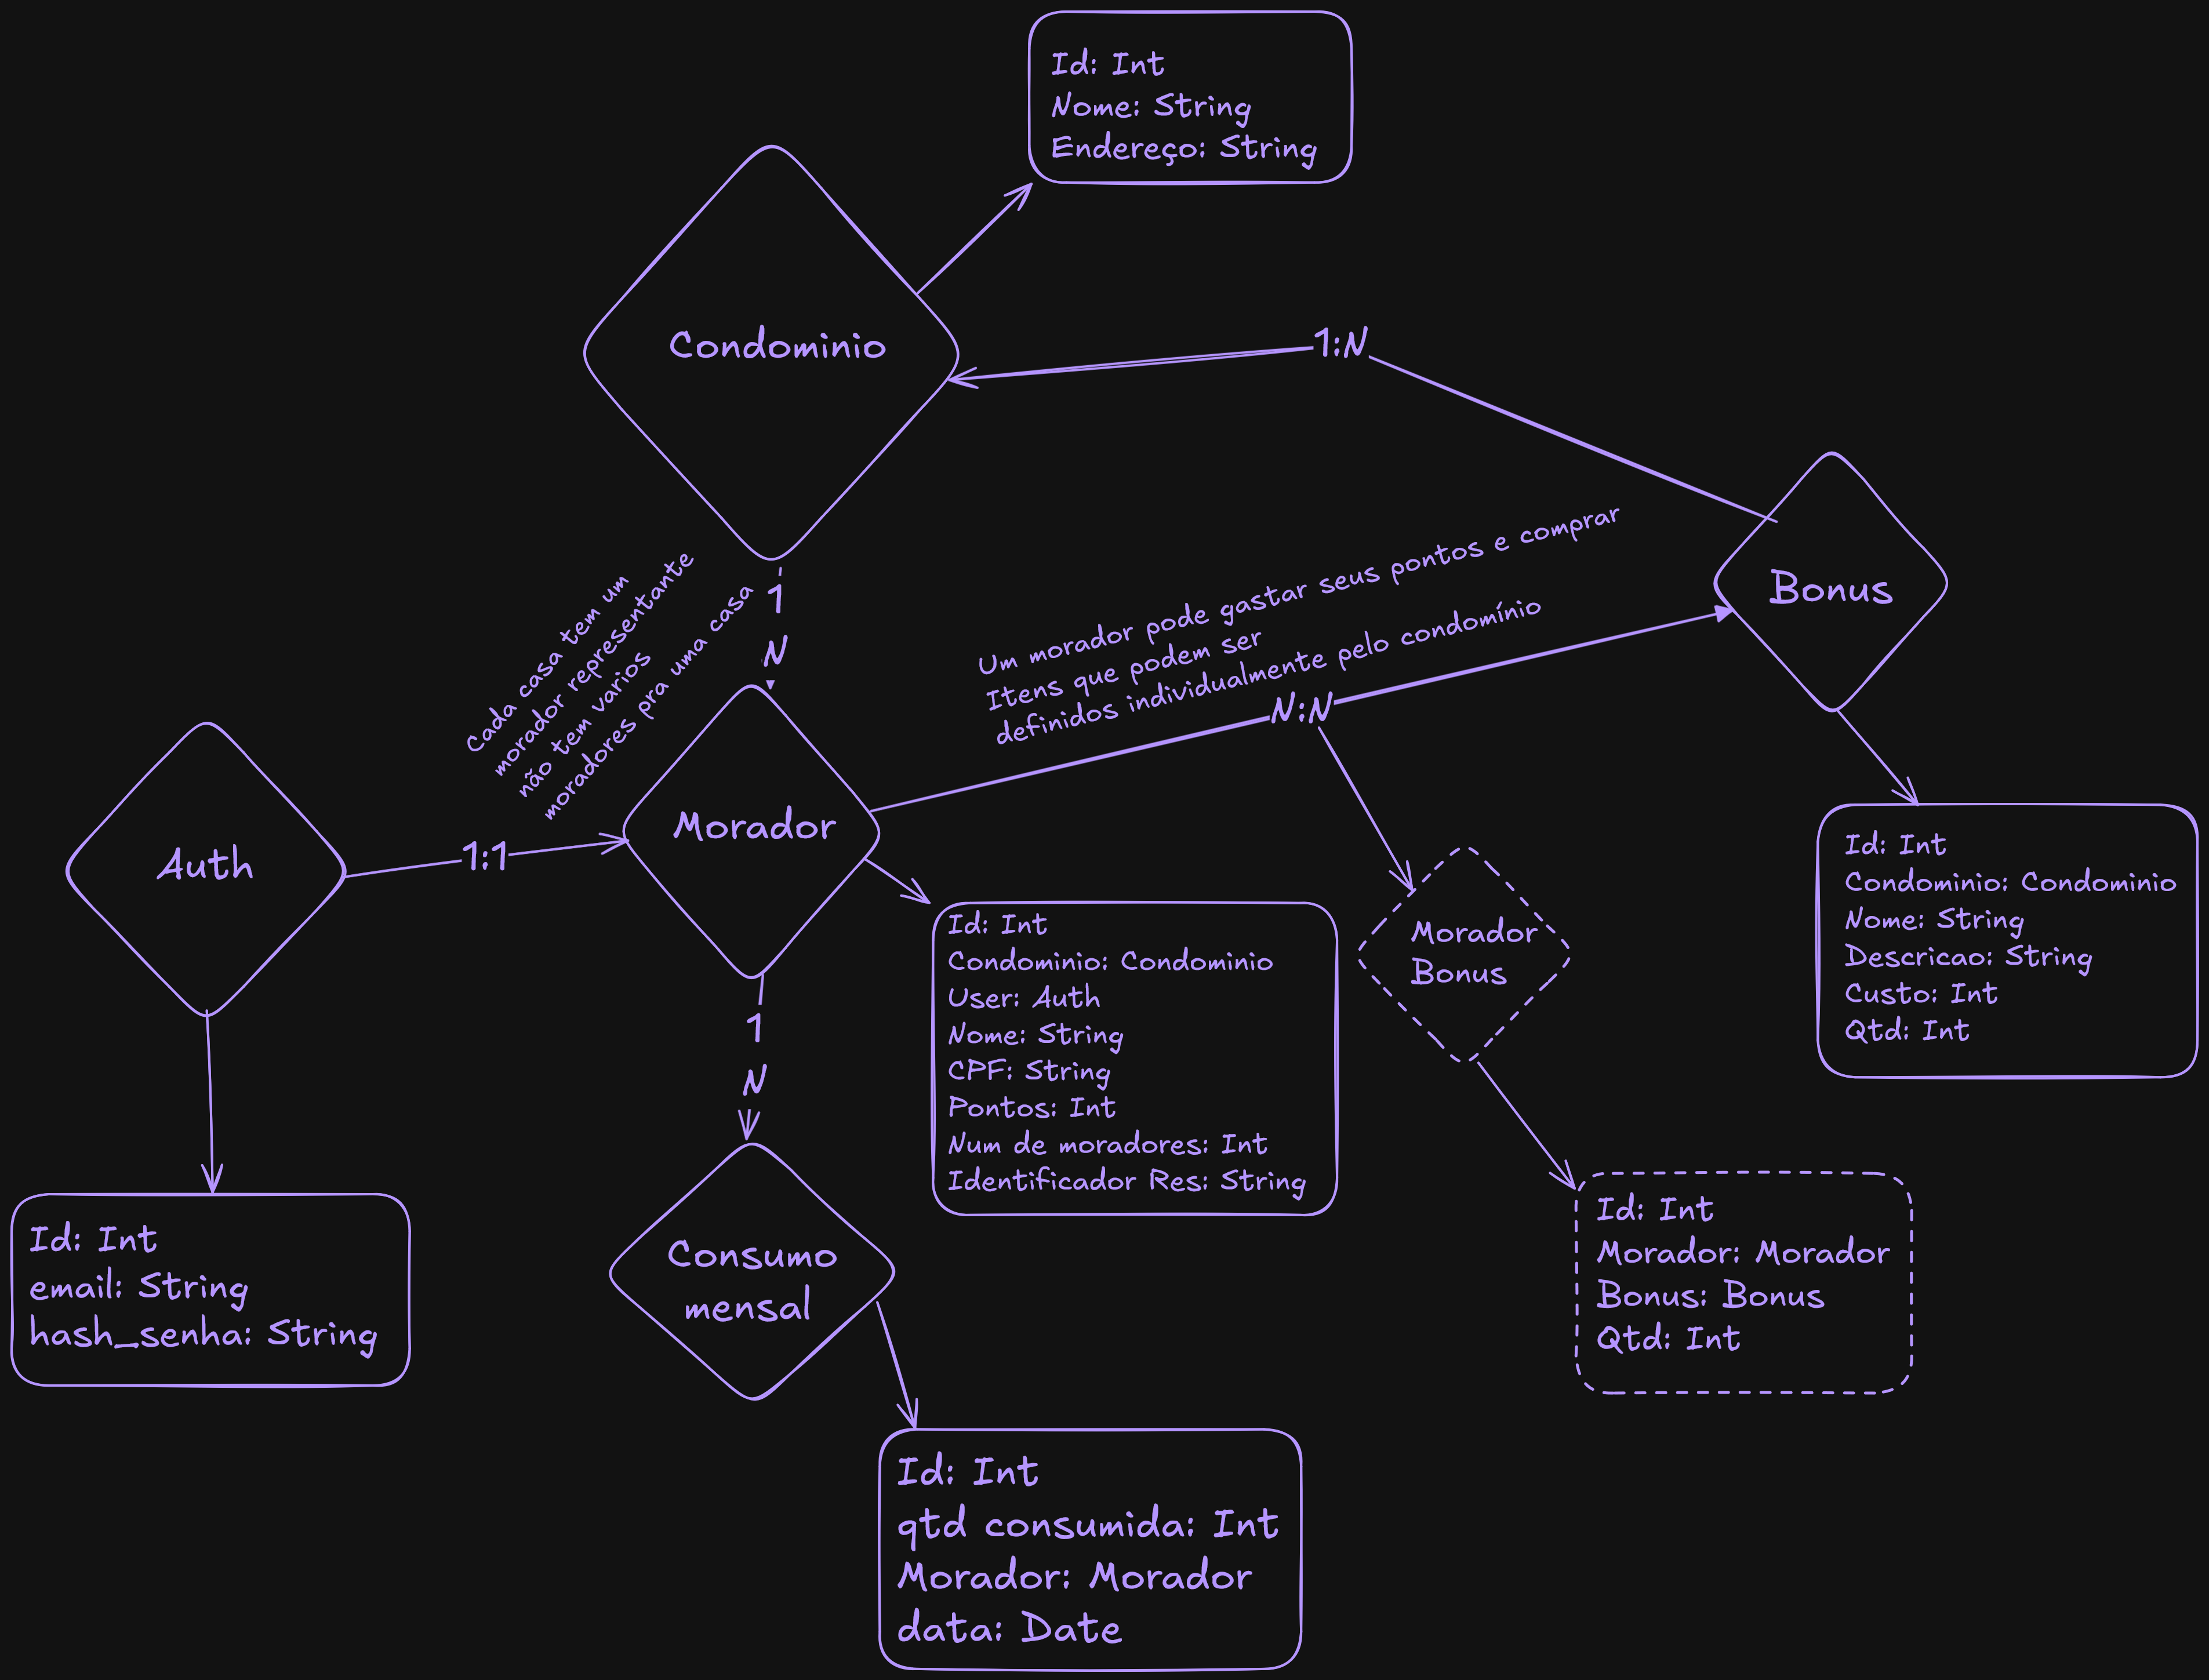 Id: Int
Nome: String
Endereço: String
Condominio
1:N
Bonus
Cada casa tem um
morador representante
não tem varios
moradores pra uma casa
1
N
Um morador pode gastar seus pontos e comprar
Itens que podem ser
definidos individualmente pelo condomínio
N:N
Auth
1:1
Morador
Id: Int
Condominio: Condominio
Nome: String
Descricao: String
Custo: Int
Qtd: Int
Id: Int
Condominio: Condominio
User: Auth
Nome: String
CPF: String
Pontos: Int
Num de moradores: Int
Identificador Res: String
Morador
Bonus
1
N
Id: Int
email: String
hash_senha: String
Consumo
mensal
Id: Int
Morador: Morador
Bonus: Bonus
Qtd: Int
Id: Int
qtd consumida: Int
Morador: Morador
data: Date